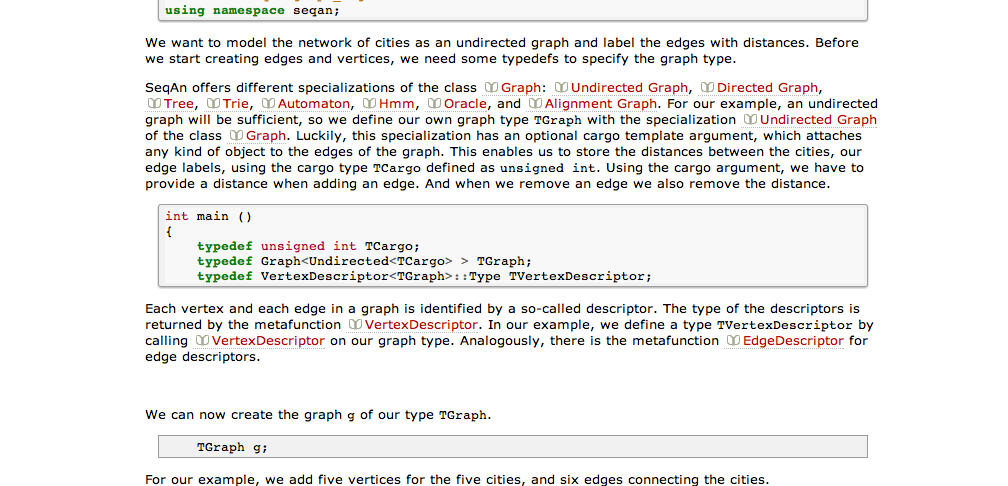 using namespace seqan;
We want to model the network of cities as an undirected graph and label the edges with distances. Before
we start creating edges and vertices, we need some typedefs to specify the graph type.
SeqAn offers different specializations of the class Graph: Undirected Graph, Directed Graph,
Tree, Trie, Automaton, Hmm, Oracle, and Alignment Graph. For our example, an undirected
graph will be sufficient, so we define our own graph type TGraph with the specialization Undirected Graph
of the class Graph. Luckily, this specialization has an optional cargo template argument, which attaches
any kind of object to the edges of the graph. This enables us to store the distances between the cities, our
edge labels, using the cargo type TCargo defined as unsigned int. Using the cargo argument, we have to
provide a distance when adding an edge. And when we remove an edge we also remove the distance.
int main ()
{
typedef unsigned int TCargo;
typedef Graph<Undirected<TCargo> > TGraph;
typedef VertexDescriptor<TGraph>::Type TVertexDescriptor;
Each vertex and each edge in a graph is identified by a so-called descriptor. The type of the descriptors is
returned by the metafunction VertexDescriptor. In our example, we define a type TVertexDescriptor by
calling VertexDescriptor on our graph type. Analogously, there is the metafunction EdgeDescriptor for
edge descriptors.
We can now create the graph g of our type TGraph.
TGraph g;
For our example, we add five vertices for the five cities, and six edges connecting the cities.